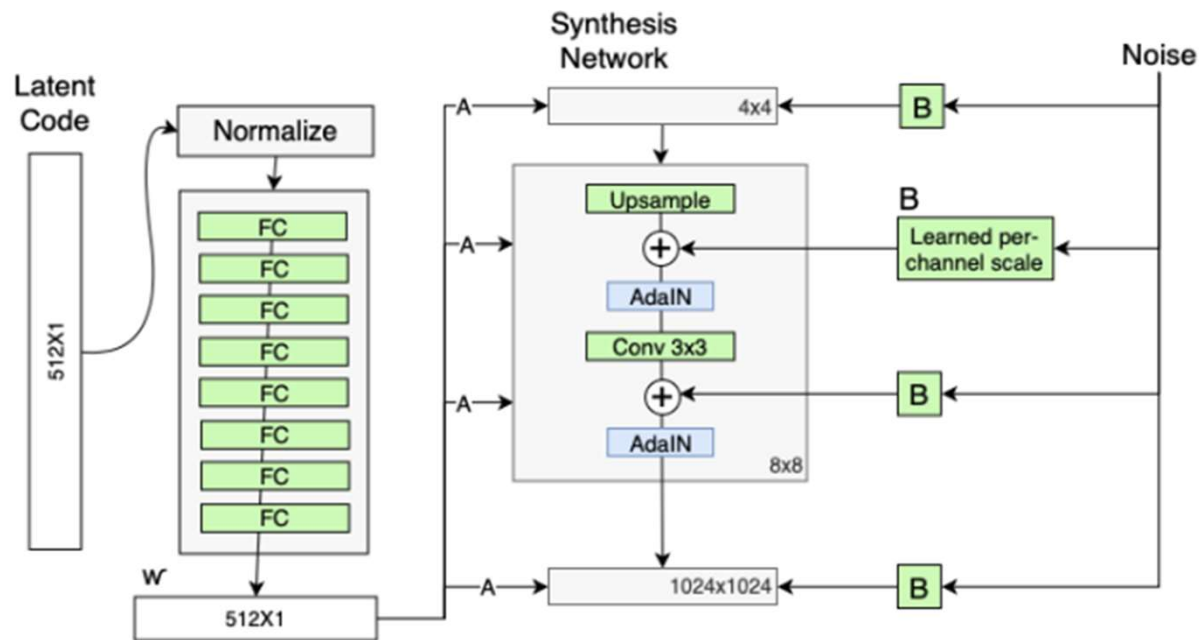 Synthesis
Network
Noise
Latent
Code
Normalize
A
4x4
B
FC
FC
FC
FC
FC
FC
FC
FC
512X1
Upsample
+
A
B
Learned per-
channel scale
AdaIN
Conv 3x3
+
A
B
AdaIN
8x8
w
512X1
A
1024x1024
B